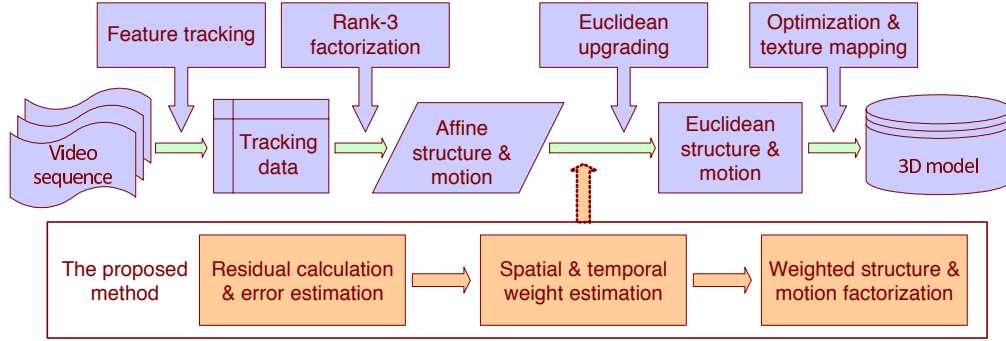 Feature tracking
Rank-3
factorization
Euclidean
upgrading
Optimization &
texture mapping
Video
sequence
Tracking
data
Affine
structure &
motion
Euclidean
structure &
motion
3D model
The proposed
method
Residual calculation
& error estimation
Spatial & temporal
weight estimation
Weighted structure &
motion factorization